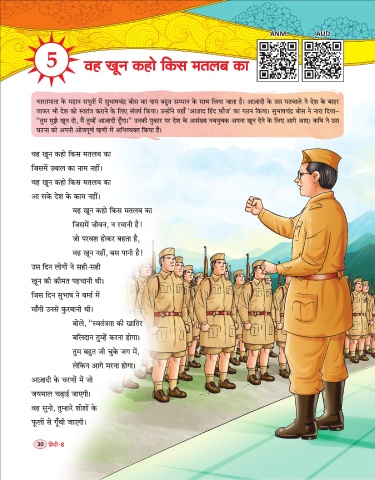 ANM AUD
5 वह खून कहो किस मतलब का
भारतमाता के महान सपूतों में सुभाषचंद्र बोस का नाम बहुत सम्मान के साथ लिया जाता है। आज़ादी के उस मतवाले ने देश के बाहर
जाकर भी देश को स्वतंत्र कराने के लिए संघर्ष किया। उन्होंने वहाँ 'आज़ाद हिंद फौज' का गठन किया। सुभाषचंद्र बोस ने नारा दिया–
"तुम मुझे खून दो, मैं तुम्हें आज़ादी दूँगा।" उनकी पुकार पर देश के असंख्य नवयुवक अपना खून देने के लिए आगे आए। कवि ने उस
घटना को अपनी ओजपूर्ण वाणी में अभिव्यक्त किया है।
वह खून कहो किस मतलब का
जिसमें उबाल का नाम नहीं।
वह खून कहो किस मतलब का
आ सके देश के काम नहीं।
वह खून कहो किस मतलब का
जिसमें जीवन, न रवानी है!
जो परवश होकर बहता है,
वह खून नहीं, बस पानी है!
उस दिन लोगों ने सही-सही
खून की कीमत पहचानी थी।
जिस दिन सुभाष ने बर्मा में
माँगी उनसे कुरबानी थी।
बोले, "स्वतंत्रता की खातिर
बलिदान तुम्हें करना होगा।
तुम बहुत जी चुके जग में,
लेकिन आगे मरना होगा।
आज़ादी के चरणों में जो
जयमाल चढ़ाई जाएगी।
वह सुनो, तुम्हारे शीशों के
फूलों से गूँथी जाएगी।
30 हिंदी-8